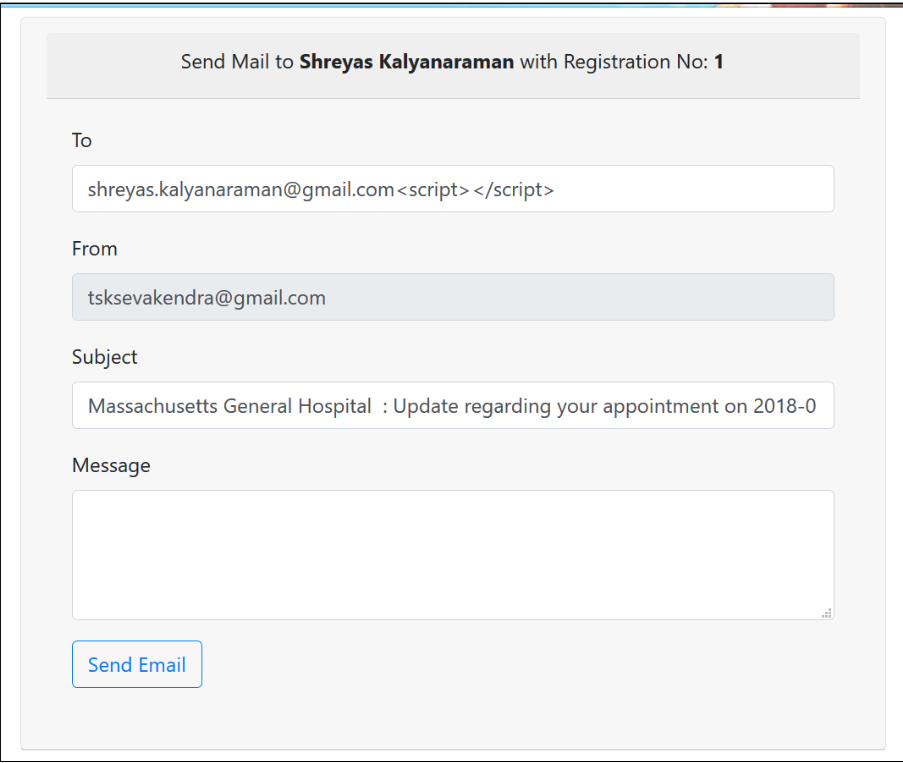 Send Mail to Shreyas Kalyanaraman with Registration No: 1
To
shreyas.kalyanaraman@gmail.com<script></script>
From
tsksevakendra@gmail.com
Subject
Massachusetts General Hospital  : Update regarding your appointment on 2018-0
Message
Send Email